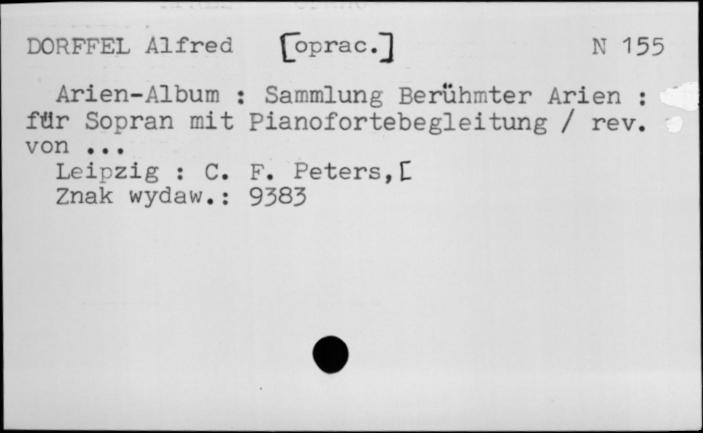 DORFFEL Alfred [oprac.] N 155
Arien-Album : Sammlung Berühmter Arien :
für Sopran mit Pianofortebegleitung / rev.
von ...
Leipzig : C. F. Peters,[
Znak wydaw.: 9383